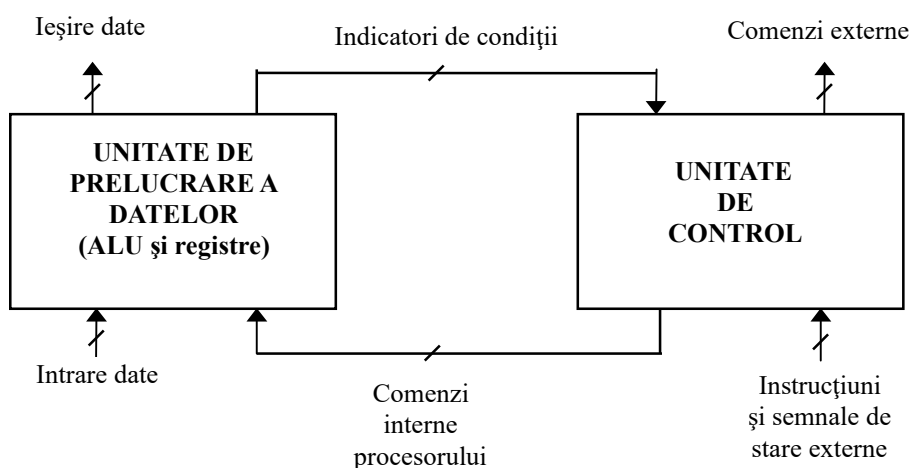 Ieşire date
Indicatori de condiţii
Comenzi externe
UNITATE DE
PRELUCRARE A
DATELOR
(ALU şi registre)
UNITATE
DE
CONTROL
Intrare date
Comenzi
interne
procesorului
Instrucţiuni
şi semnale de
stare externe